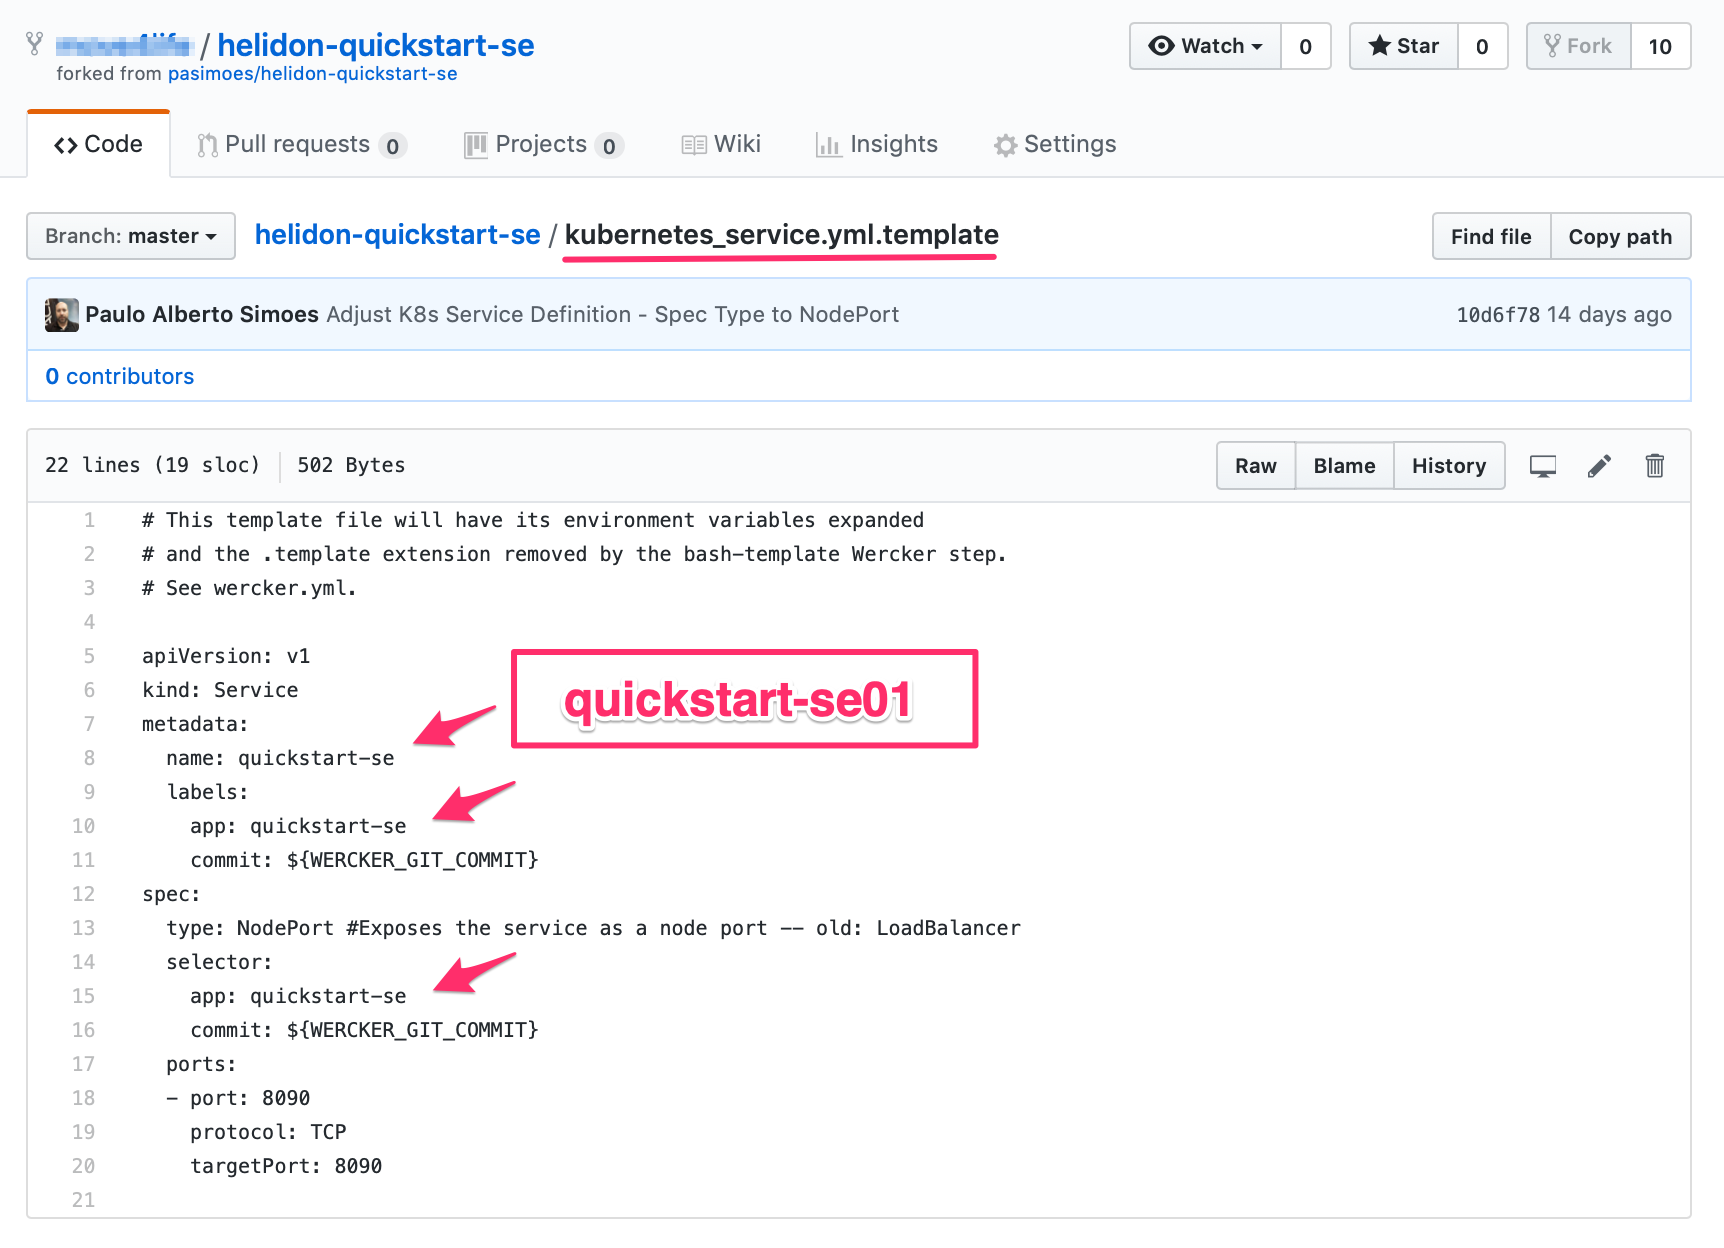 / helidon-quickstart-se
forked from pasimoes/helidon-quickstart-se
Watch 0 Star 0 Fork 10
Code Pull requests 0 Projects 0 Wiki Insights Settings
Branch: master helidon-quickstart-se / kubernetes_service.yml.template Find file Copy path
Paulo Alberto Simoes Adjust K8s Service Definition - Spec Type to NodePort 10d6f78 14 days ago
0 contributors
22 lines (19 sloc) 502 Bytes Raw Blame History
1 # This template file will have its environment variables expanded
2 # and the .template extension removed by the bash-template Wercker step.
3 # See wercker.yml.
4
5 apiVersion: v1
6 kind: Service
quickstart-se01
7 metadata:
8 name: quickstart-se
9 labels:
10 app: quickstart-se
11 commit: ${WERCKER_GIT_COMMIT}
12 spec:
13 type: NodePort #Exposes the service as a node port -- old: LoadBalancer
14 selector:
15 app: quickstart-se
16 commit: ${WERCKER_GIT_COMMIT}
17 ports:
18 - port: 8090
19 protocol: TCP
20 targetPort: 8090
21